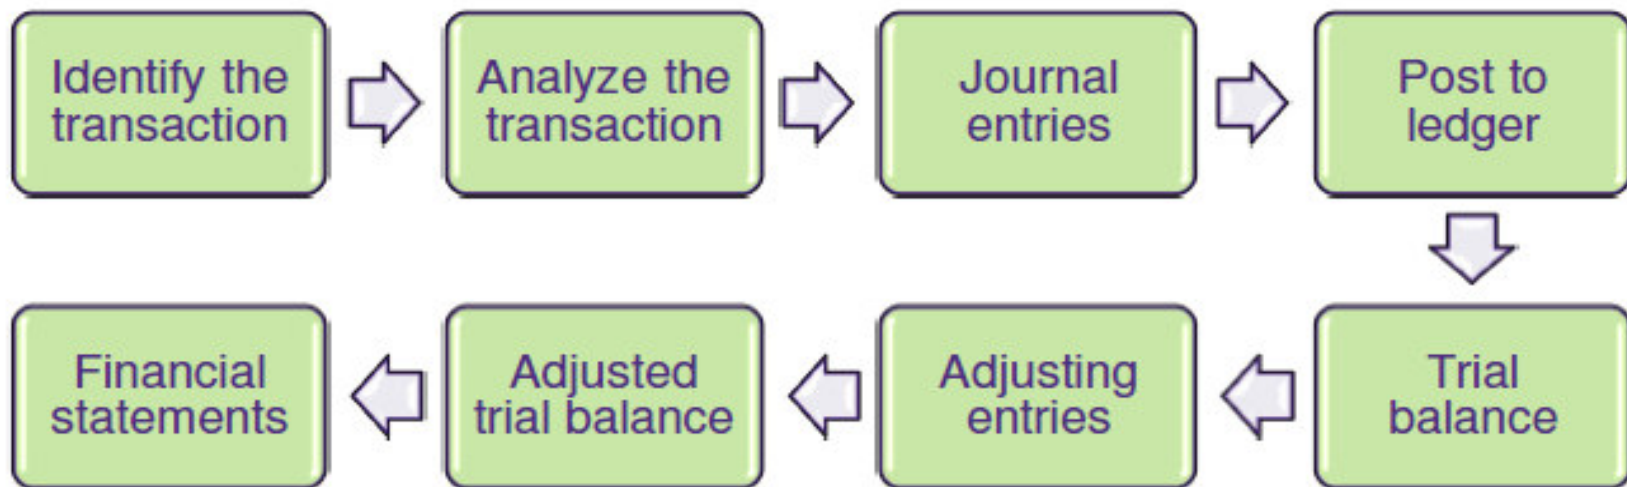 Identify the
transaction
Analyze the
transaction
Journal
entries
Post to
ledger
Trial
balance
Adjusting
entries
Adjusted
trial balance
Financial
statements